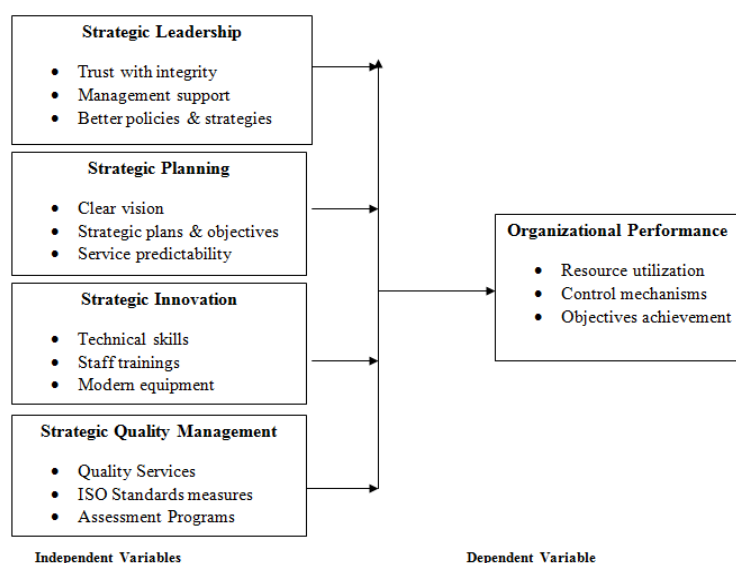 Strategic Leadership
• Trust with integrity
• Management support
• Better policies & strategies
Strategic Planning
• Clear vision
• Strategic plans & objectives
• Service predictability
Strategic Innovation
• Technical skills
• Staff trainings
• Modern equipment
Strategic Quality Management
• Quality Services
• ISO Standards measures
• Assessment Programs
Organizational Performance
• Resource utilization
• Control mechanisms
• Objectives achievement
Independent Variables
Dependent Variable